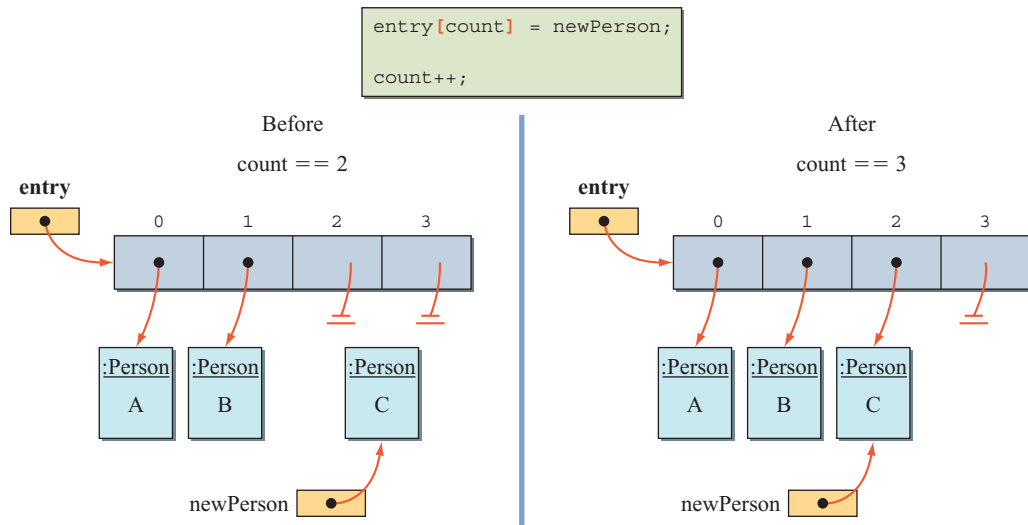 entry[count] = newPerson;
count++;
Before
count == 2
entry
0 1 2 3
:Person
A
:Person
B
:Person
C
newPerson
After
count == 3
entry
0 1 2 3
:Person
A
:Person
B
:Person
C
newPerson